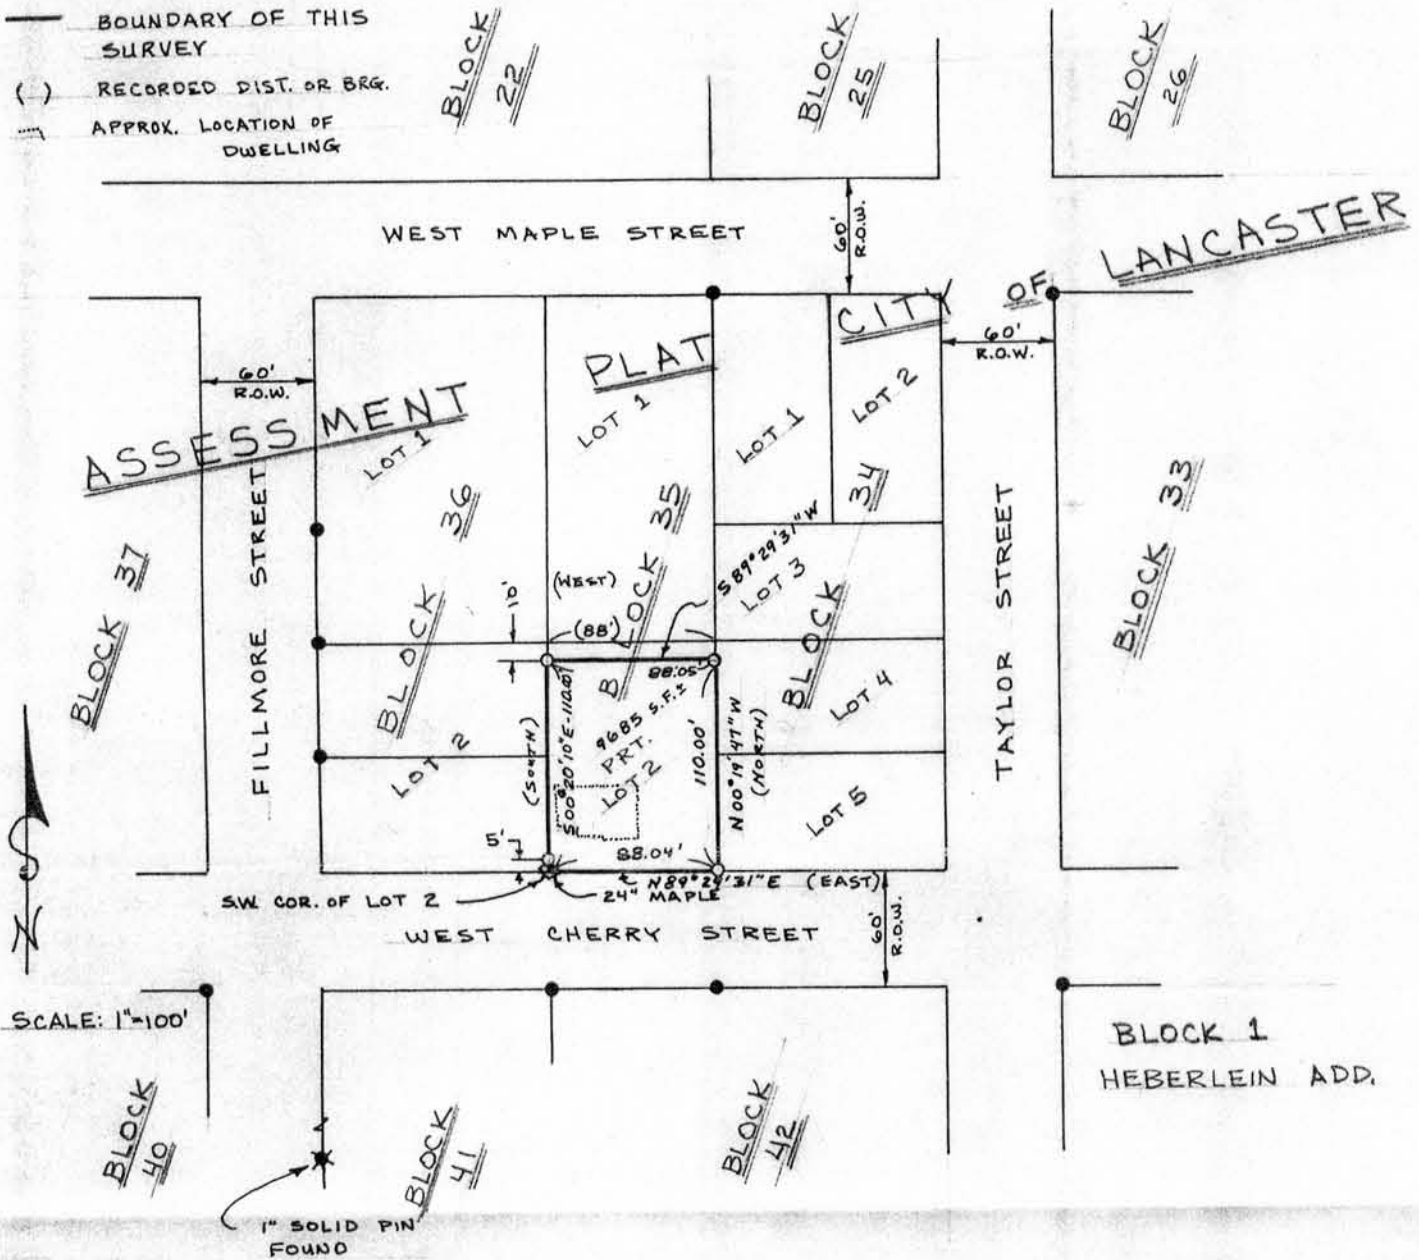 BOUNDARY OF THIS
SURVEY
( ) RECORDED DIST. OR BRG.
APPROX. LOCATION OF
DWELLING
BLOCK
22
BLOCK
25
BLOCK
26
WEST MAPLE STREET
60'
R.O.W.
ASSESSMENT PLAT CITY OF LANCASTER
60'
R.O.W.
60'
R.O.W.
FILLMORE STREET
TAYLOR STREET
BLOCK 37
LOT 1
BLOCK 36
LOT 2
LOT 1
BLOCK 35
LOT 1
LOT 2
BLOCK 34
LOT 3
LOT 4
LOT 5
BLOCK 33
S89°29'31"W
(WEST)
(88')
10'
88.05'
9685 S.F.±
PRT.
LOT 2
(SOUTH)
S00°20'10"E-110.00'
110.00'
N00°19'47"W
(NORTH)
5'
88.04'
N89°29'31"E (EAST)
24" MAPLE
S.W. COR. OF LOT 2
WEST CHERRY STREET
60'
R.O.W.
N
SCALE: 1"=100'
BLOCK
40
BLOCK
41
BLOCK
42
BLOCK 1
HEBERLEIN ADD.
1" SOLID PIN
FOUND